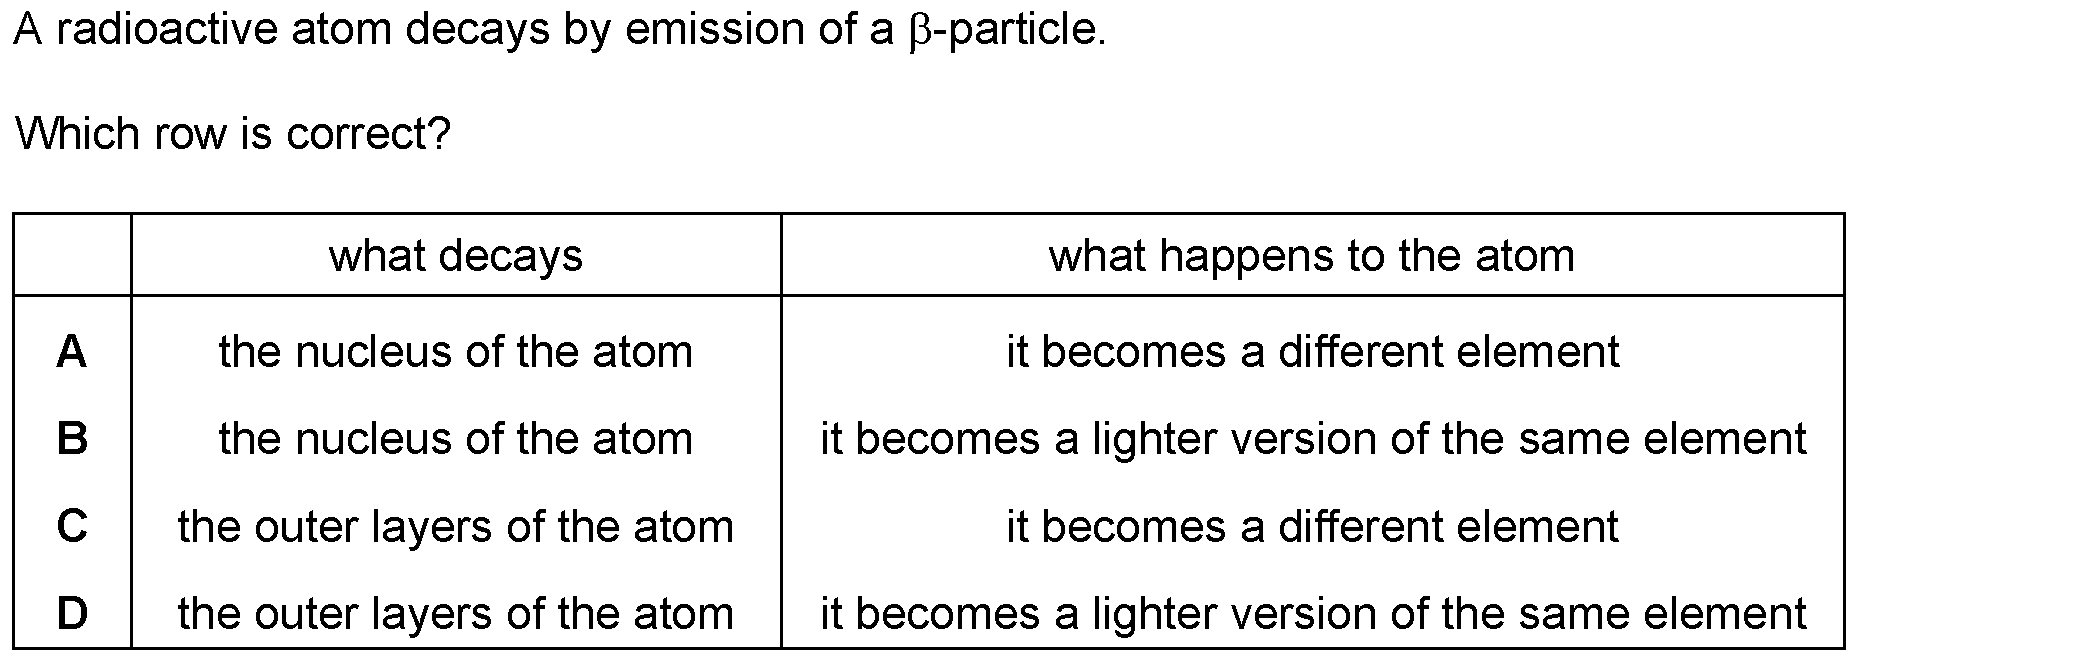 A radioactive atom decays by emission of a β-particle.
Which row is correct?
what decays what happens to the atom
A the nucleus of the atom it becomes a different element
B the nucleus of the atom it becomes a lighter version of the same element
C the outer layers of the atom it becomes a different element
D the outer layers of the atom it becomes a lighter version of the same element